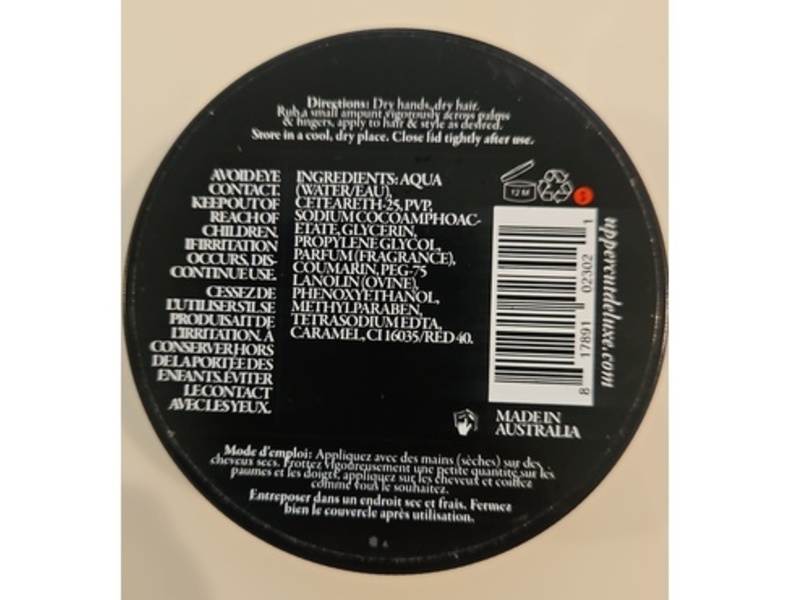 Directions: Dry hands, dry hair.
Rub a small amount vigorously across palms
& fingers, apply to hair & style as desired.
Store in a cool, dry place. Close lid tightly after use.
AVOID EYE
CONTACT.
KEEP OUT OF
REACH OF
CHILDREN.
IF IRRITATION
OCCURS, DIS-
CONTINUE USE.
CESSEZ DE
L'UTILISER S'IL SE
PRODUISAIT DE
L'IRRITATION. À
CONSERVER HORS
DE LA PORTÉE DES
ENFANTS. ÉVITER
LE CONTACT
AVEC LES YEUX.
INGREDIENTS: AQUA
(WATER/EAU),
CETEARETH-25, PVP,
SODIUM COCOAMPHOAC-
ETATE, GLYCERIN,
PROPYLENE GLYCOL,
PARFUM (FRAGRANCE),
COUMARIN, PEG-75
LANOLIN (OVINE),
PHENOXYETHANOL,
METHYLPARABEN,
TETRASODIUM EDTA,
CARAMEL, CI 16035/RED 40.
12 M
8 17891 02302 1
uppercutdeluxe.com
MADE IN
AUSTRALIA
Mode d'emploi: Appliquez avec des mains (sèches) sur des
cheveux secs. Frottez vigoureusement une petite quantité sur les
paumes et les doigts, appliquez sur les cheveux et coiffez
comme vous le souhaitez.
Entreposer dans un endroit sec et frais. Fermez
bien le couvercle après utilisation.